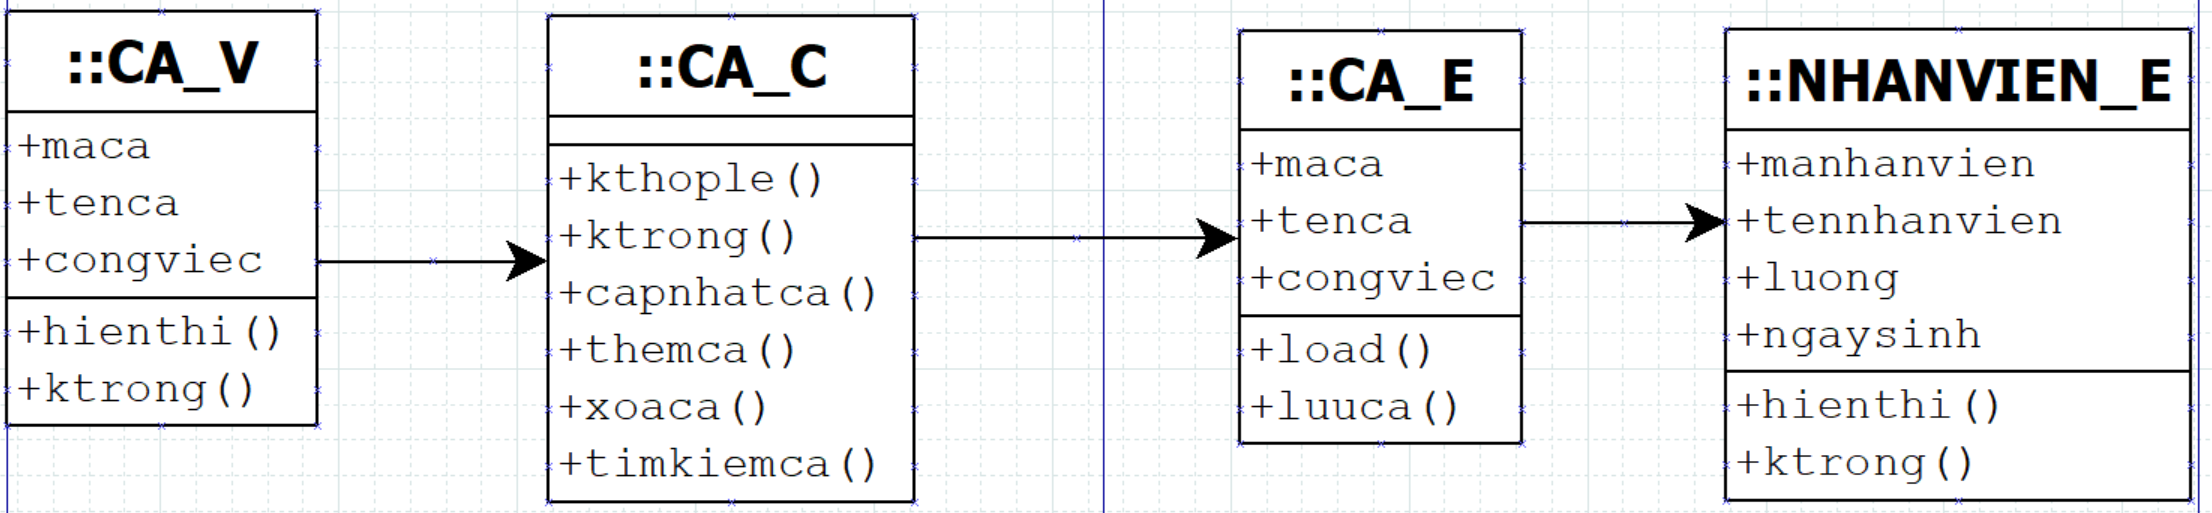 ::CA_V
+maca
+tenca
+congviec
+hienthi()
+ktrong()
::CA_C
+kthople()
+ktrong()
+capnhatca()
+themca()
+xoaca()
+timkiemca()
::CA_E
+maca
+tenca
+congviec
+load()
+luuca()
::NHANVIEN_E
+manhanvien
+tennhanvien
+luong
+ngaysinh
+hienthi()
+ktrong()